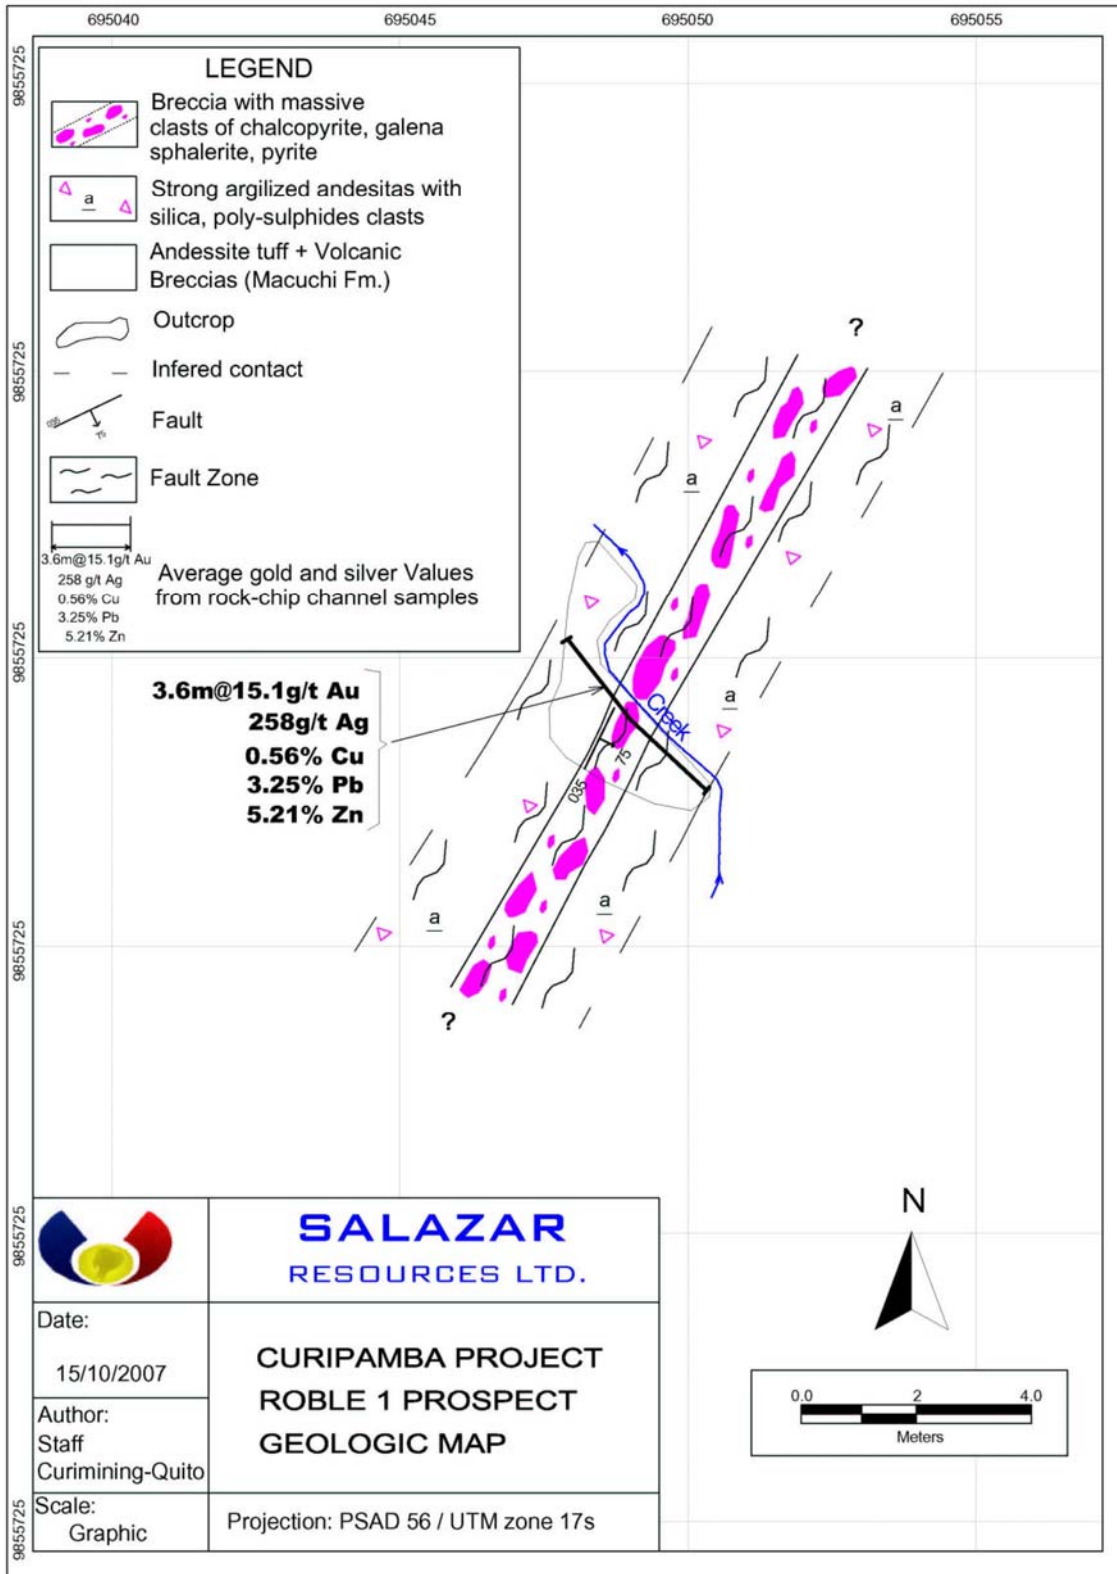 695040
695045
695050
695055
9855725
9855725
9855725
9855725
9855725
9855725
LEGEND
Breccia with massive
clasts of chalcopyrite, galena
sphalerite, pyrite
a
Strong argilized andesitas with
silica, poly-sulphides clasts
Andessite tuff + Volcanic
Breccias (Macuchi Fm.)
Outcrop
Infered contact
Fault
75
Fault Zone
3.6m@15.1g/t Au
258 g/t Ag
0.56% Cu
3.25% Pb
5.21% Zn
Average gold and silver Values
from rock-chip channel samples
?
a
a
3.6m@15.1g/t Au
258g/t Ag
0.56% Cu
3.25% Pb
5.21% Zn
Creek
a
75
035
a
a
?
N
SALAZAR
RESOURCES LTD.
Date:
15/10/2007
CURIPAMBA PROJECT
ROBLE 1 PROSPECT
GEOLOGIC MAP
Author:
Staff
Curimining-Quito
Scale:
Graphic
Projection: PSAD 56 / UTM zone 17s
0.0 2 4.0
Meters